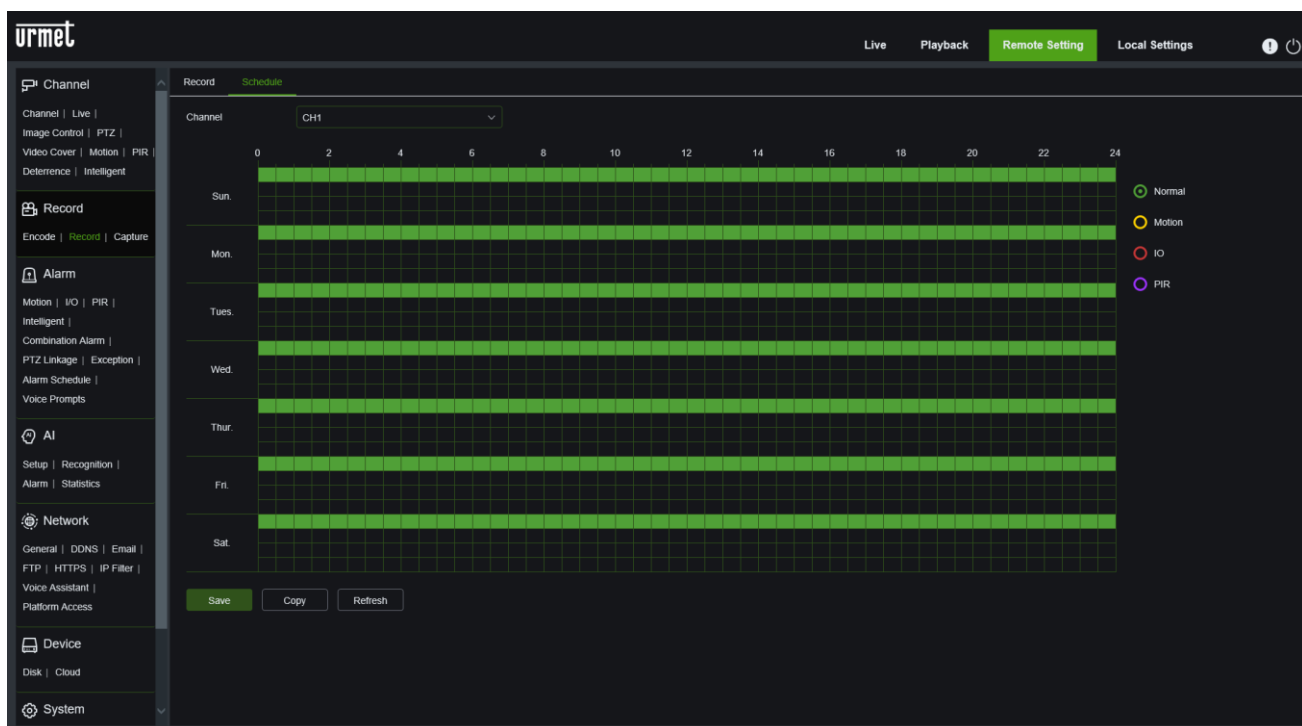 urmet
Live Playback Remote Setting Local Settings
Channel
Channel | Live |
Image Control | PTZ |
Video Cover | Motion | PIR |
Deterrence | Intelligent
Record
Encode | Record | Capture
Alarm
Motion | I/O | PIR |
Intelligent |
Combination Alarm |
PTZ Linkage | Exception |
Alarm Schedule |
Voice Prompts
AI
Setup | Recognition |
Alarm | Statistics
Network
General | DDNS | Email |
FTP | HTTPS | IP Filter |
Voice Assistant |
Platform Access
Device
Disk | Cloud
System
Record Schedule
Channel CH1
0 2 4 6 8 10 12 14 16 18 20 22 24
Sun.
Mon.
Tues.
Wed.
Thur.
Fri.
Sat.
Normal
Motion
IO
PIR
Save Copy Refresh